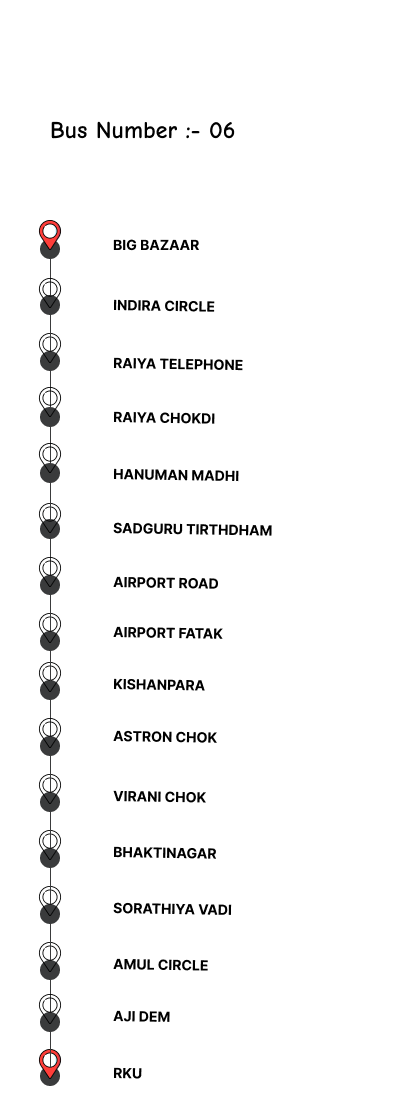 Bus Number :- 06
BIG BAZAAR
INDIRA CIRCLE
RAIYA TELEPHONE
RAIYA CHOKDI
HANUMAN MADHI
SADGURU TIRTHDHAM
AIRPORT ROAD
AIRPORT FATAK
KISHANPARA
ASTRON CHOK
VIRANI CHOK
BHAKTINAGAR
SORATHIYA VADI
AMUL CIRCLE
AJI DEM
RKU